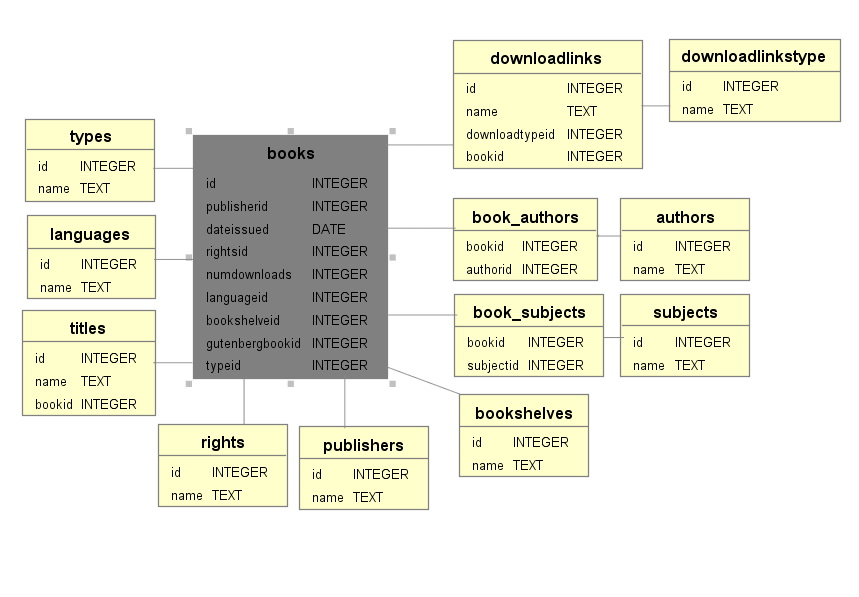 downloadlinks
id INTEGER
name TEXT
downloadtypeid INTEGER
bookid INTEGER
downloadlinkstype
id INTEGER
name TEXT
types
id INTEGER
name TEXT
books
id INTEGER
publisherid INTEGER
dateissued DATE
rightsid INTEGER
numdownloads INTEGER
languageid INTEGER
bookshelveid INTEGER
gutenbergbookid INTEGER
typeid INTEGER
languages
id INTEGER
name TEXT
book_authors
bookid INTEGER
authorid INTEGER
authors
id INTEGER
name TEXT
titles
id INTEGER
name TEXT
bookid INTEGER
book_subjects
bookid INTEGER
subjectid INTEGER
subjects
id INTEGER
name TEXT
bookshelves
id INTEGER
name TEXT
rights
id INTEGER
name TEXT
publishers
id INTEGER
name TEXT